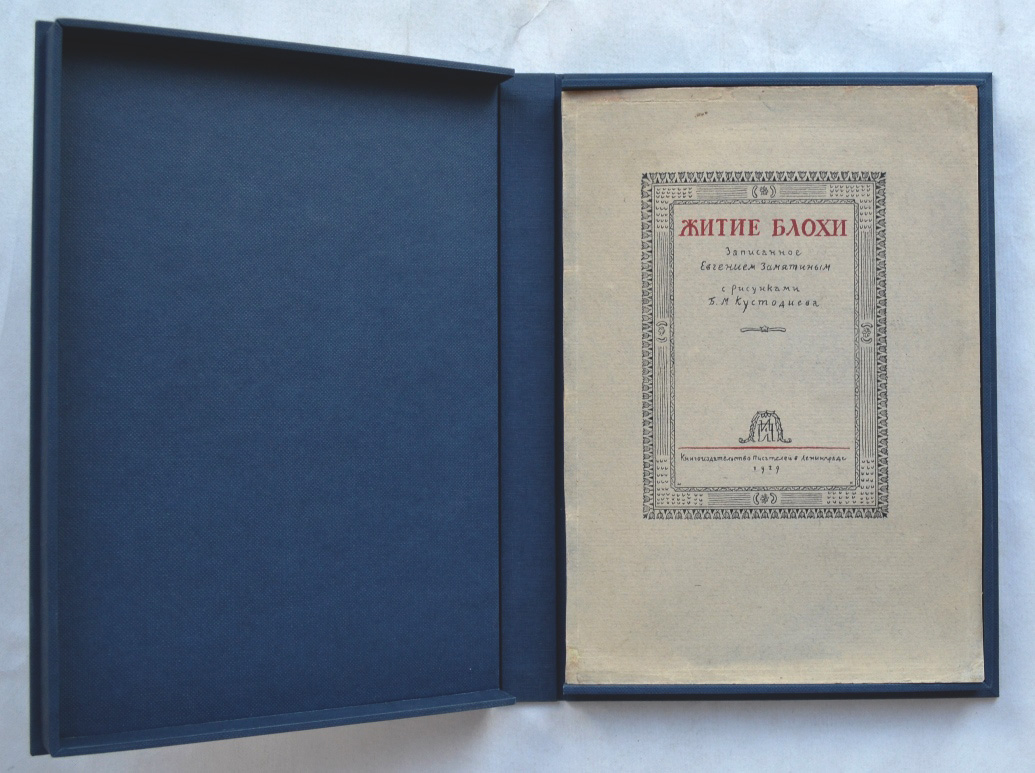 ЖИТИЕ БЛОХИ
Записанное
Евгением Замятиным
с рисунками
Б. М Кустодиева
Книгоиздательство Писателей в Ленинграде
1929